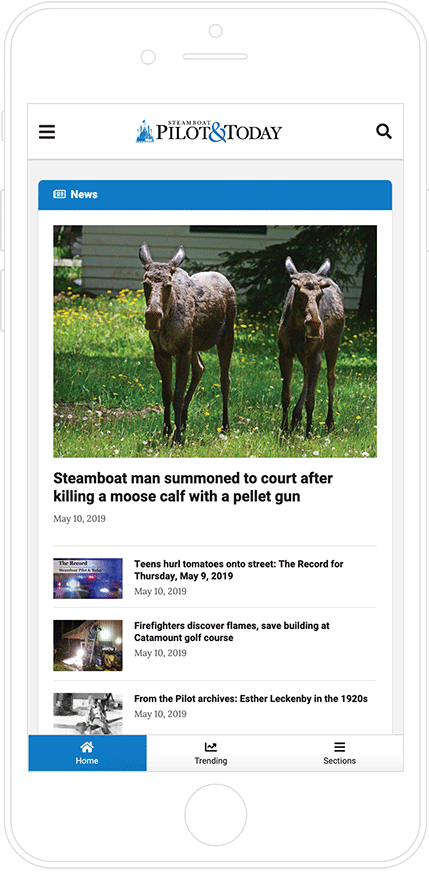 STEAMBOAT
PILOT&TODAY
News
Steamboat man summoned to court after
killing a moose calf with a pellet gun
May 10, 2019
The Record
Steamboat Pilot & Today
Teens hurl tomatoes onto street: The Record for
Thursday, May 9, 2019
May 10, 2019
Firefighters discover flames, save building at
Catamount golf course
May 10, 2019
From the Pilot archives: Esther Leckenby in the 1920s
May 10, 2019
Home
Trending
Sections